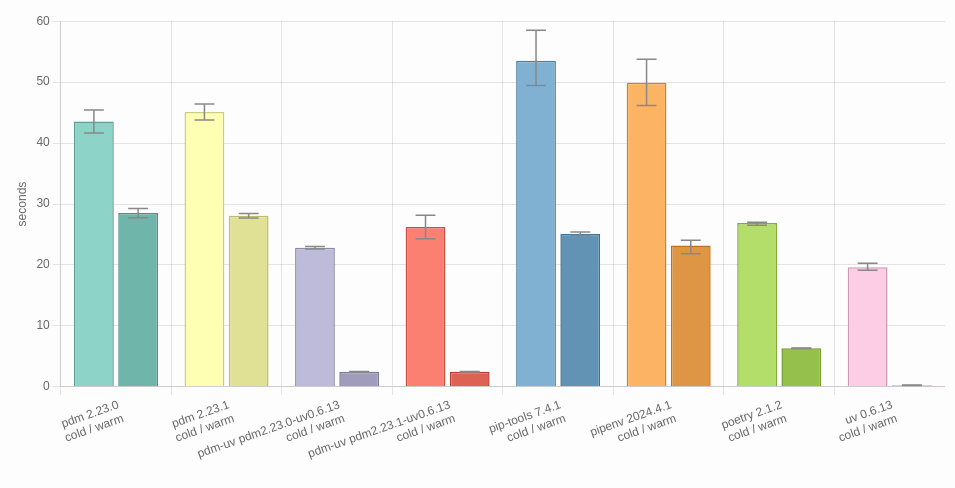 60
50
40
30
20
10
0
seconds
pdm 2.23.0
cold / warm
pdm 2.23.1
cold / warm
pdm-uv pdm2.23.0-uv0.6.13
cold / warm
pdm-uv pdm2.23.1-uv0.6.13
cold / warm
pip-tools 7.4.1
cold / warm
pipenv 2024.4.1
cold / warm
poetry 2.1.2
cold / warm
uv 0.6.13
cold / warm